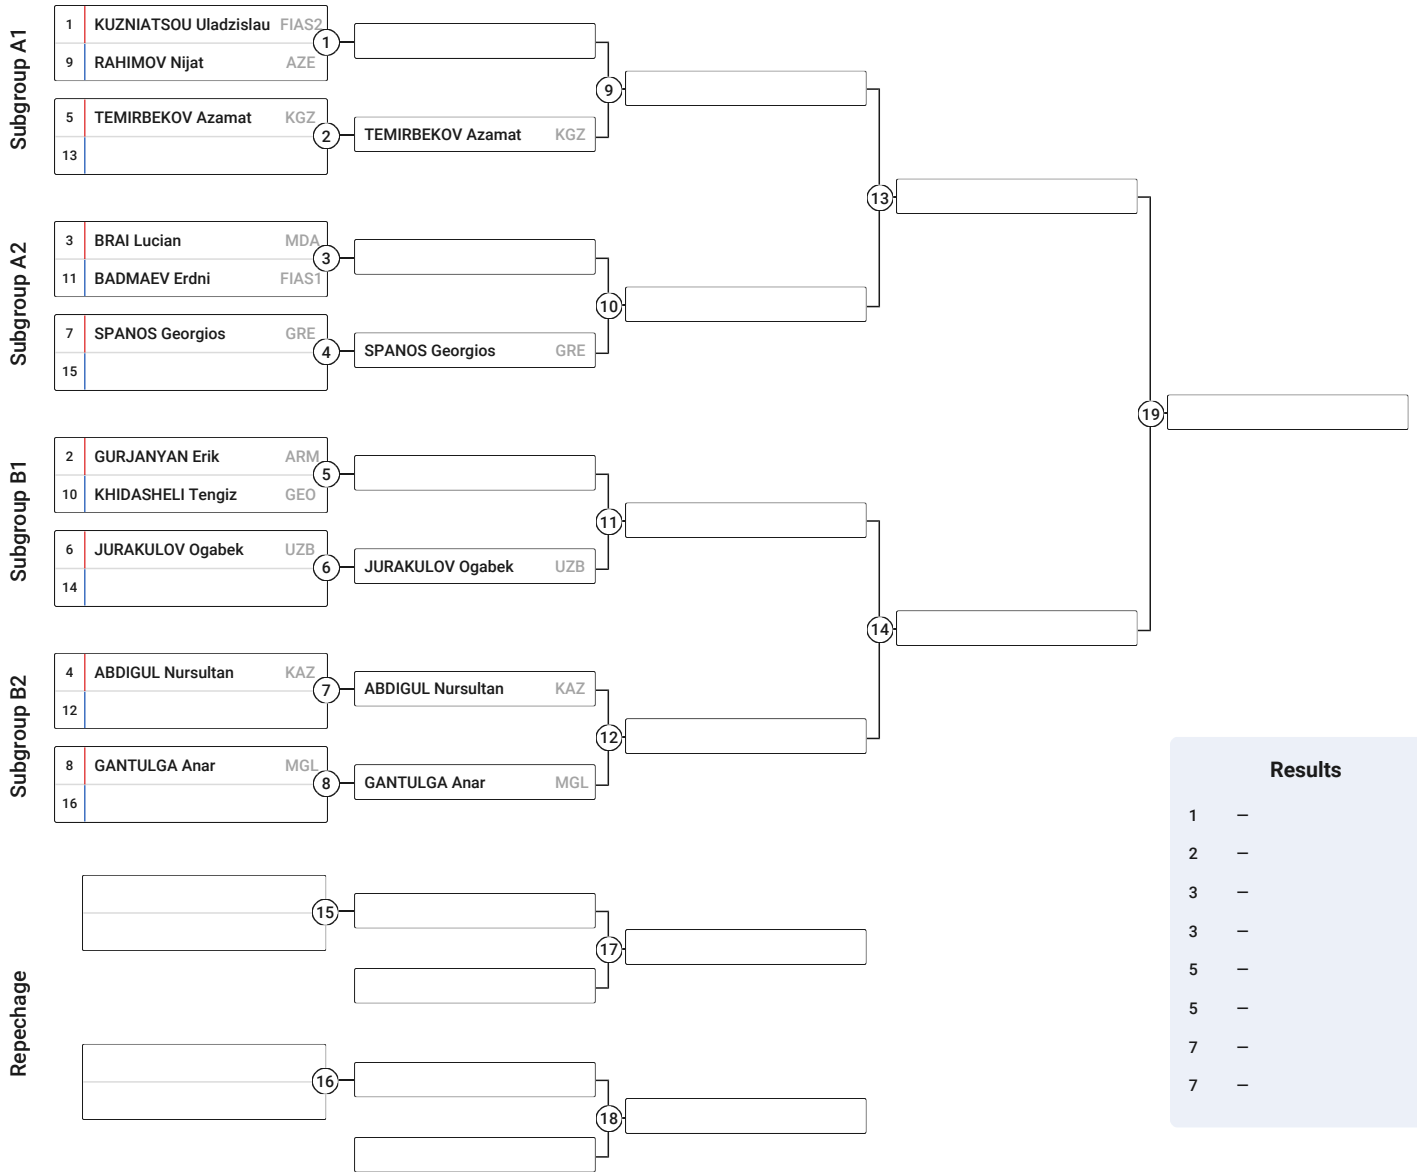 Subgroup A1
1 KUZNIATSOU Uladzislau FIAS2
9 RAHIMOV Nijat AZE
1
5 TEMIRBEKOV Azamat KGZ
13
2
TEMIRBEKOV Azamat KGZ
9
Subgroup A2
3 BRAI Lucian MDA
11 BADMAEV Erdni FIAS1
3
7 SPANOS Georgios GRE
15
4
SPANOS Georgios GRE
10
13
Subgroup B1
2 GURJANYAN Erik ARM
10 KHIDASHELI Tengiz GEO
5
6 JURAKULOV Ogabek UZB
14
6
JURAKULOV Ogabek UZB
11
Subgroup B2
4 ABDIGUL Nursultan KAZ
12
7
ABDIGUL Nursultan KAZ
8 GANTULGA Anar MGL
16
8
GANTULGA Anar MGL
12
14
19
Repechage
15
17
16
18
Results
1 –
2 –
3 –
3 –
5 –
5 –
7 –
7 –